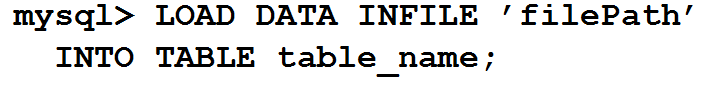 mysql> LOAD DATA INFILE ’filePath’
INTO TABLE table_name;